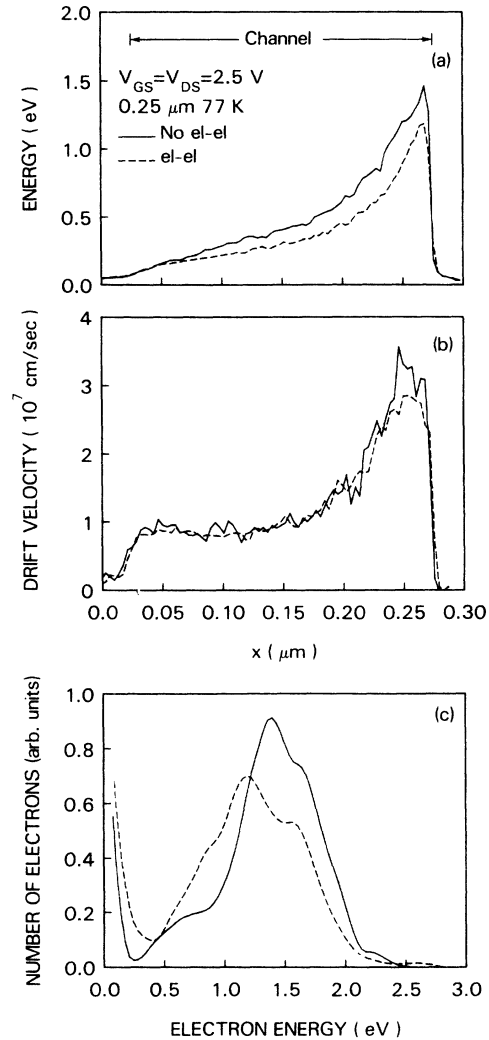 2.0
Channel
(a)
V_GS=V_DS=2.5 V
0.25 μm 77 K
No el-el
el-el
1.5
1.0
0.5
0.0
ENERGY (eV)
4
(b)
3
2
1
0
DRIFT VELOCITY (10^7 cm/sec)
0.00 0.05 0.10 0.15 0.20 0.25 0.30
x (μm)
1.0
(c)
0.8
0.6
0.4
0.2
0.0
NUMBER OF ELECTRONS (arb. units)
0.0 0.5 1.0 1.5 2.0 2.5 3.0
ELECTRON ENERGY (eV)